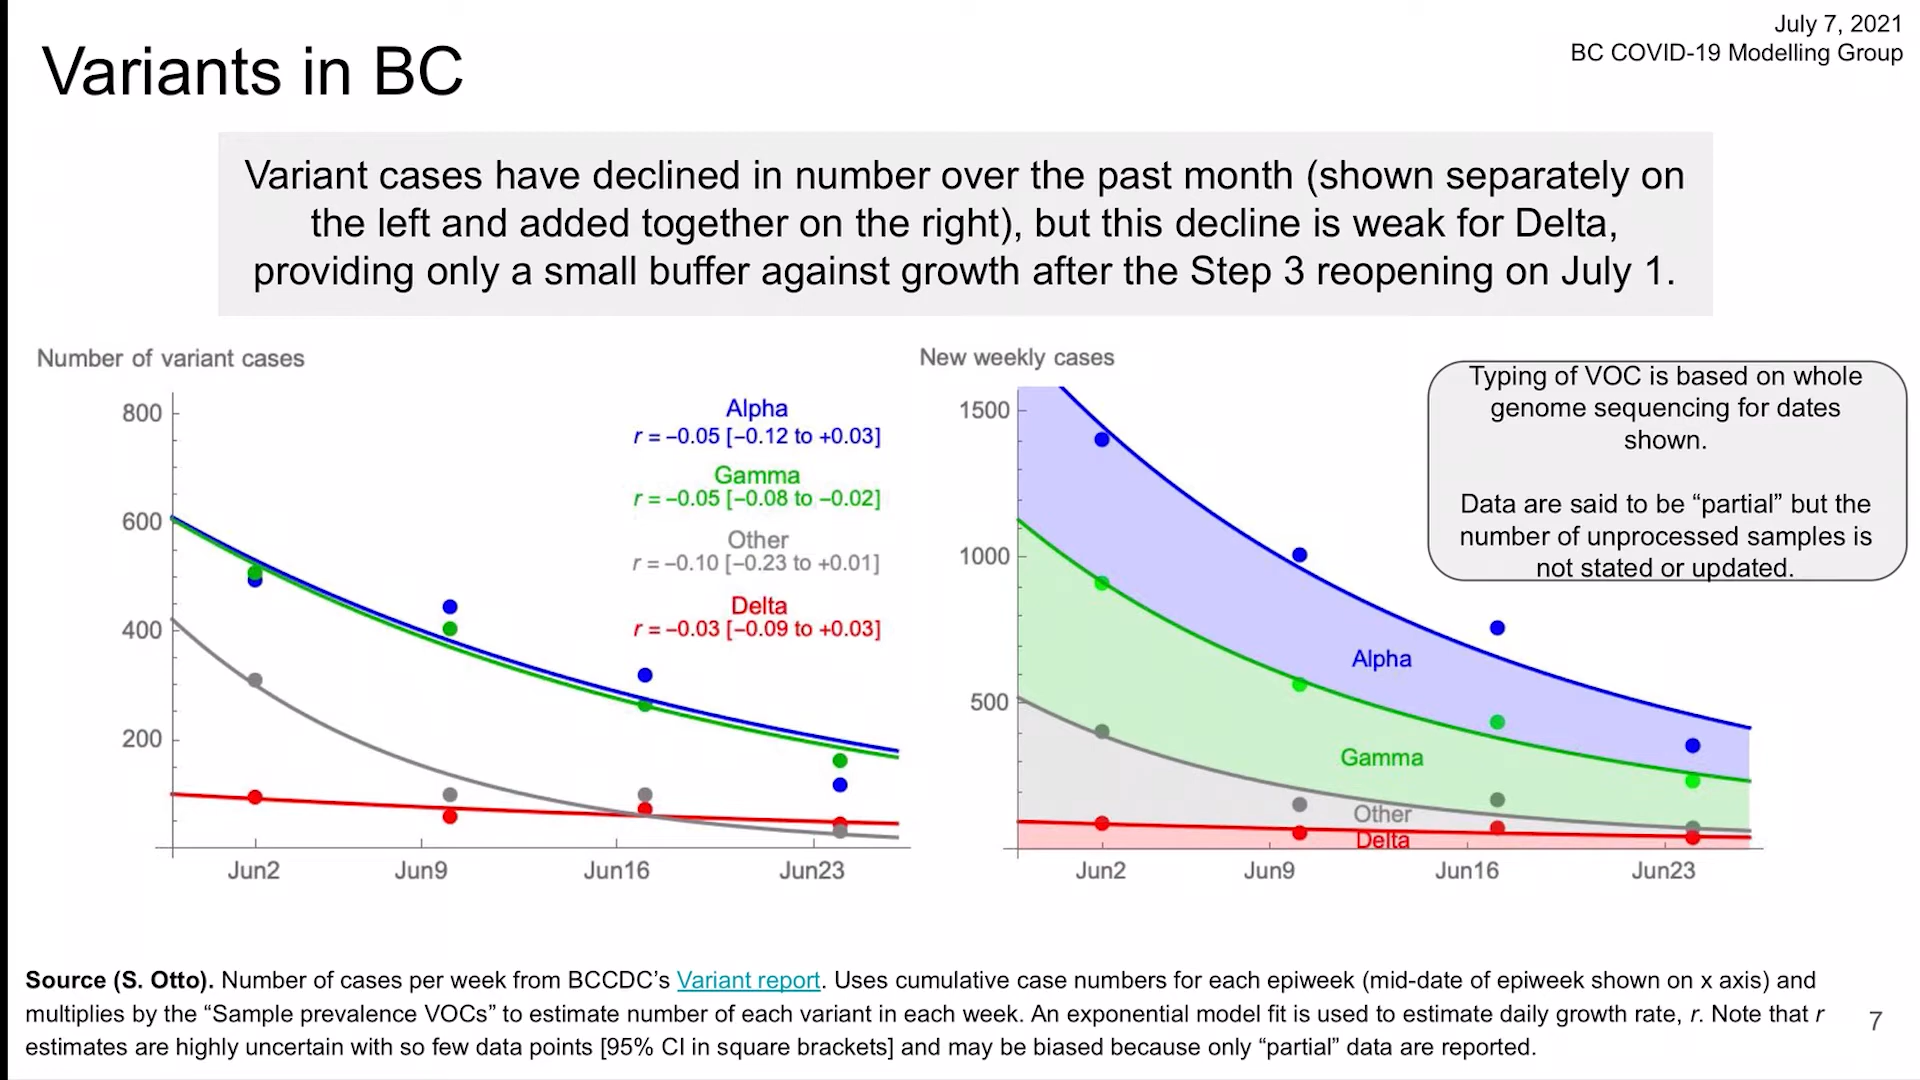 July 7, 2021
BC COVID-19 Modelling Group
Variants in BC
Variant cases have declined in number over the past month (shown separately on
the left and added together on the right), but this decline is weak for Delta,
providing only a small buffer against growth after the Step 3 reopening on July 1.
Number of variant cases
800
600
400
200
Jun2 Jun9 Jun16 Jun23
Alpha
r = −0.05 [−0.12 to +0.03]
Gamma
r = −0.05 [−0.08 to −0.02]
Other
r = −0.10 [−0.23 to +0.01]
Delta
r = −0.03 [−0.09 to +0.03]
New weekly cases
1500
1000
500
Alpha
Gamma
Other
Delta
Jun2 Jun9 Jun16 Jun23
Typing of VOC is based on whole
genome sequencing for dates
shown.
Data are said to be “partial” but the
number of unprocessed samples is
not stated or updated.
Source (S. Otto). Number of cases per week from BCCDC’s Variant report. Uses cumulative case numbers for each epiweek (mid-date of epiweek shown on x axis) and
multiplies by the “Sample prevalence VOCs” to estimate number of each variant in each week. An exponential model fit is used to estimate daily growth rate, r. Note that r
estimates are highly uncertain with so few data points [95% CI in square brackets] and may be biased because only “partial” data are reported.
7